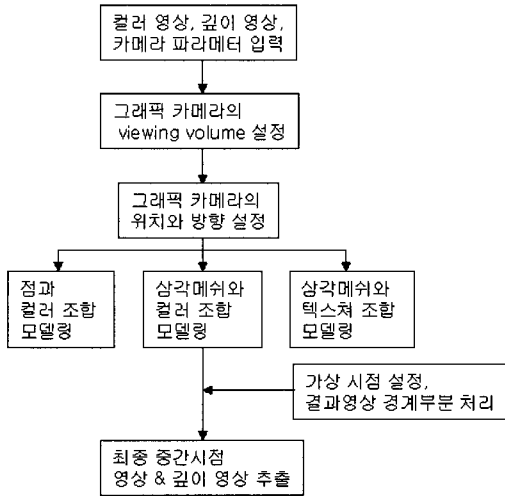 컬러 영상, 깊이 영상,
카메라 파라메터 입력
그래픽 카메라의
viewing volume 설정
그래픽 카메라의
위치와 방향 설정
점과
컬러 조합
모델링
삼각메쉬와
컬러 조합
모델링
삼각메쉬와
텍스쳐 조합
모델링
가상 시점 설정,
결과영상 경계부분 처리
최종 중간시점
영상 & 깊이 영상 추출